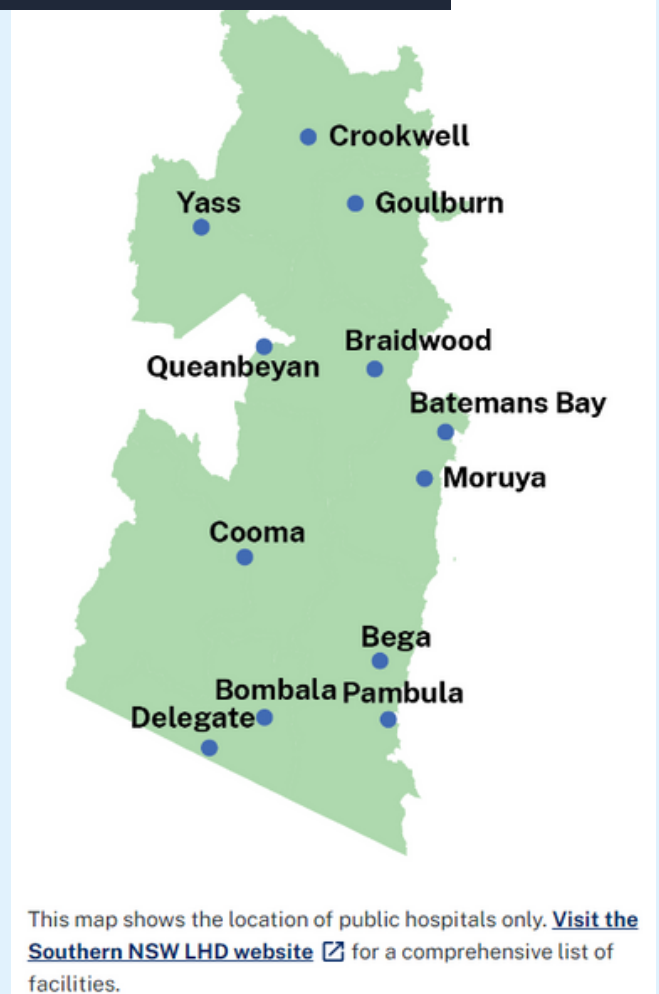 Crookwell
Yass
Goulburn
Braidwood
Queanbeyan
Batemans Bay
Moruya
Cooma
Bega
Bombala
Pambula
Delegate
This map shows the location of public hospitals only. Visit the
Southern NSW LHD website for a comprehensive list of
facilities.